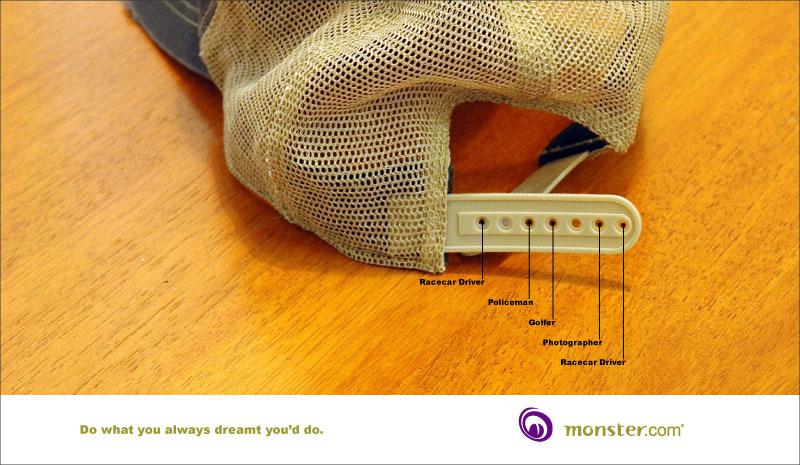 Racecar Driver
Policeman
Golfer
Photographer
Racecar Driver
Do what you always dreamt you'd do.
monster.com®